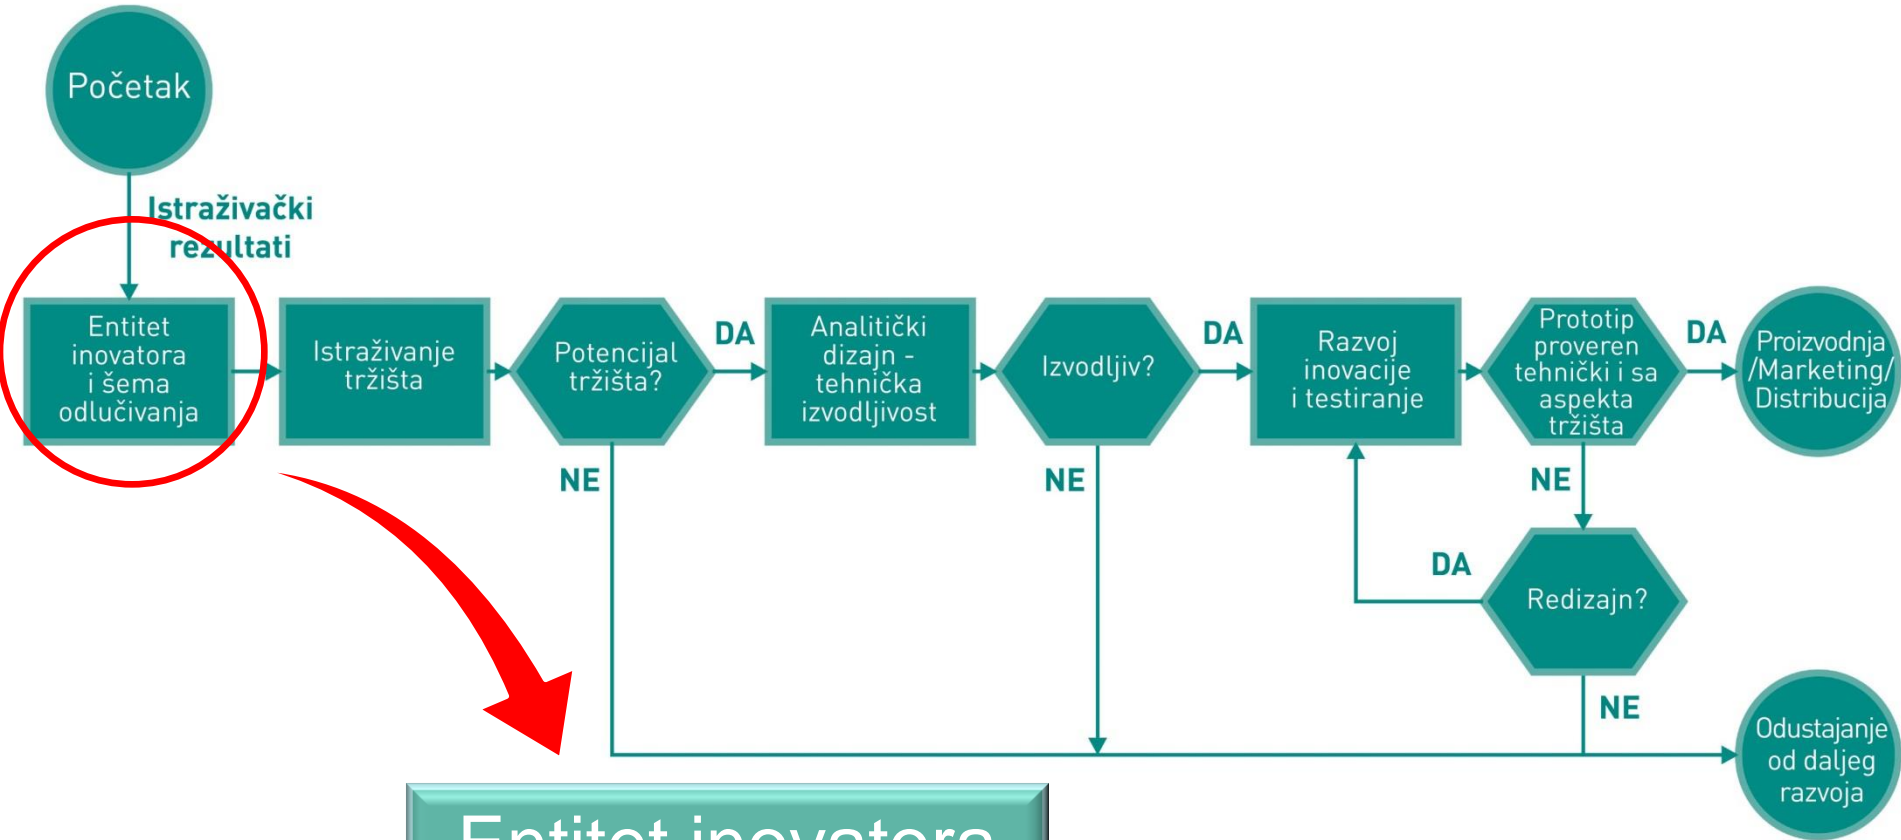 Početak
Istraživački
rezultati
Entitet
inovatora
i šema
odlučivanja
Istraživanje
tržišta
Potencijal
tržišta?
DA
NE
Analitički
dizajn -
tehnička
izvodljivost
Izvodljiv?
DA
NE
Razvoj
inovacije
i testiranje
Prototip
proveren
tehnički i sa
aspekta
tržišta
DA
NE
Proizvodnja
/Marketing/
Distribucija
DA
Redizajn?
NE
Odustajanje
od daljeg
razvoja
Entitet inovatora